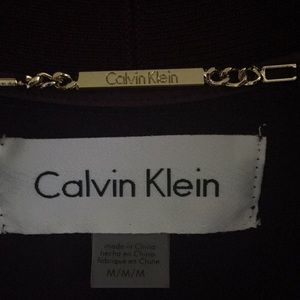 Calvin Klein
Calvin Klein
made in China
hecho en China
fabriqué en Chine
M/M/M